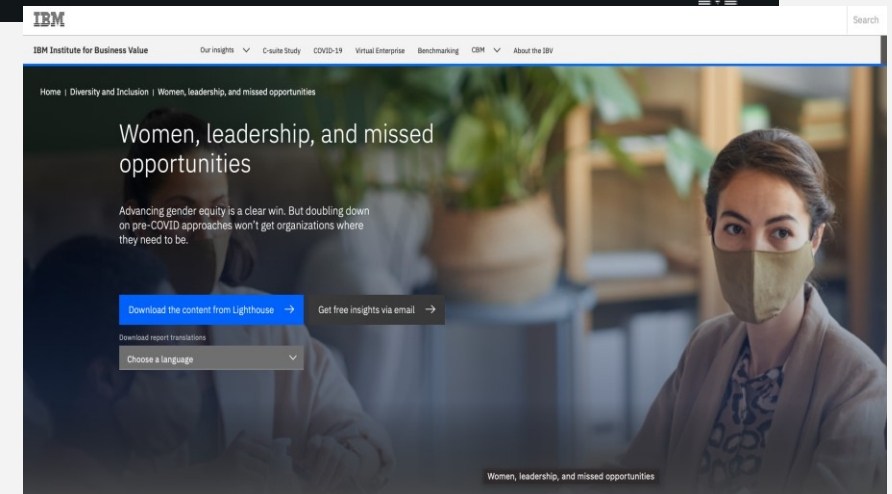 IBM
Search
IBM Institute for Business Value
Our insights
C-suite Study
COVID-19
Virtual Enterprise
Benchmarking
CBM
About the IBV
Home | Diversity and Inclusion | Women, leadership, and missed opportunities
Women, leadership, and missed
opportunities
Advancing gender equity is a clear win. But doubling down
on pre-COVID approaches won't get organizations where
they need to be.
Download the content from Lighthouse →
Get free insights via email →
Download report translations
Choose a language
Women, leadership, and missed opportunities